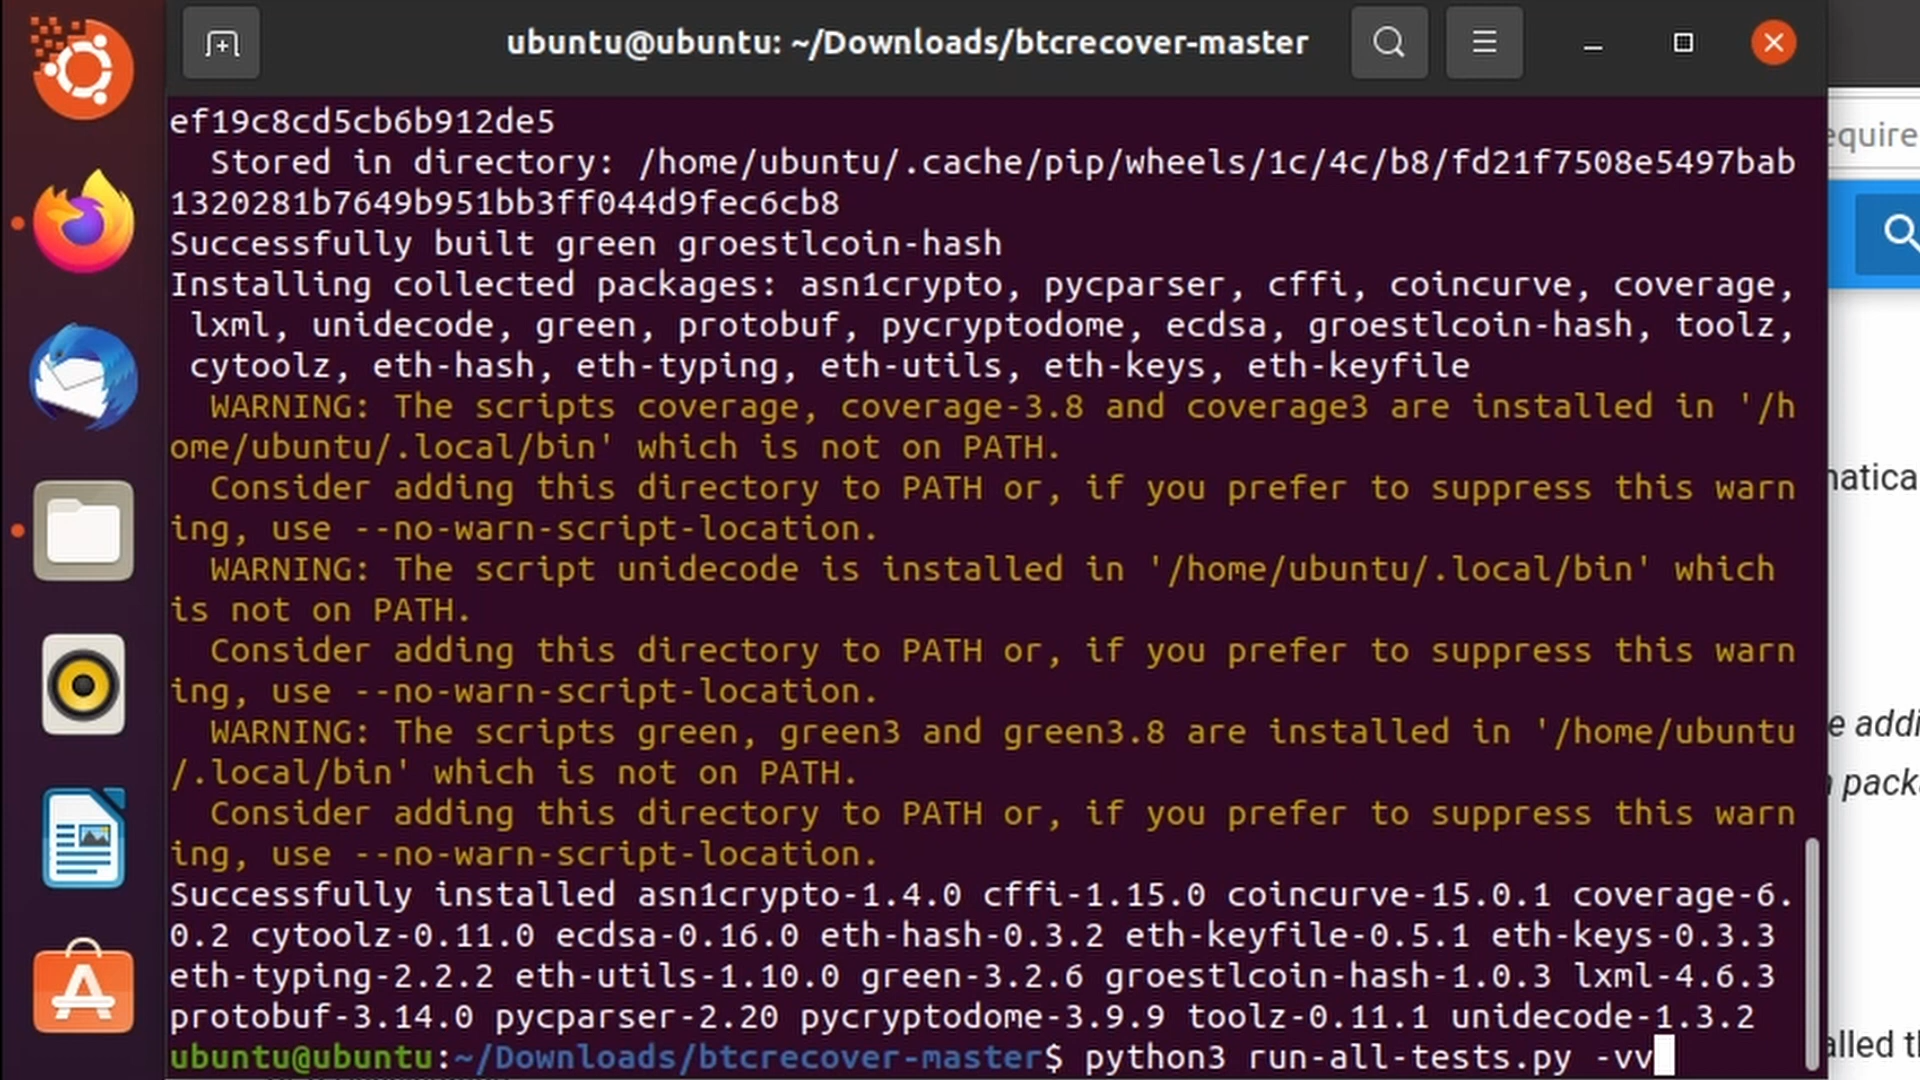 ubuntu@ubuntu: ~/Downloads/btcrecover-master
ef19c8cd5cb6b912de5
  Stored in directory: /home/ubuntu/.cache/pip/wheels/1c/4c/b8/fd21f7508e5497bab
1320281b7649b951bb3ff044d9fec6cb8
Successfully built green groestlcoin-hash
Installing collected packages: asn1crypto, pycparser, cffi, coincurve, coverage,
 lxml, unidecode, green, protobuf, pycryptodome, ecdsa, groestlcoin-hash, toolz,
 cytoolz, eth-hash, eth-typing, eth-utils, eth-keys, eth-keyfile
  WARNING: The scripts coverage, coverage-3.8 and coverage3 are installed in '/h
ome/ubuntu/.local/bin' which is not on PATH.
  Consider adding this directory to PATH or, if you prefer to suppress this warn
ing, use --no-warn-script-location.
  WARNING: The script unidecode is installed in '/home/ubuntu/.local/bin' which
is not on PATH.
  Consider adding this directory to PATH or, if you prefer to suppress this warn
ing, use --no-warn-script-location.
  WARNING: The scripts green, green3 and green3.8 are installed in '/home/ubuntu
/.local/bin' which is not on PATH.
  Consider adding this directory to PATH or, if you prefer to suppress this warn
ing, use --no-warn-script-location.
Successfully installed asn1crypto-1.4.0 cffi-1.15.0 coincurve-15.0.1 coverage-6.
0.2 cytoolz-0.11.0 ecdsa-0.16.0 eth-hash-0.3.2 eth-keyfile-0.5.1 eth-keys-0.3.3
eth-typing-2.2.2 eth-utils-1.10.0 green-3.2.6 groestlcoin-hash-1.0.3 lxml-4.6.3
protobuf-3.14.0 pycparser-2.20 pycryptodome-3.9.9 toolz-0.11.1 unidecode-1.3.2
ubuntu@ubuntu:~/Downloads/btcrecover-master$ python3 run-all-tests.py -vv
equire
matica
e addi
pack
alled th